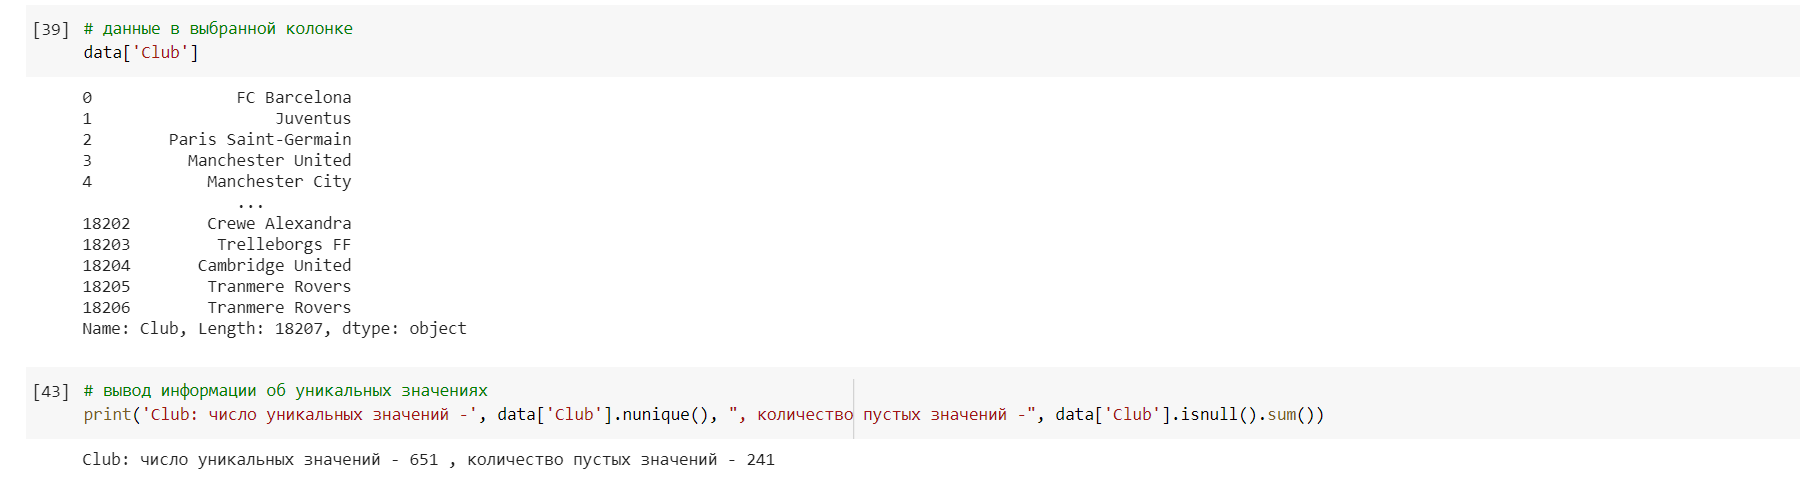 [39] # данные в выбранной колонке
data['Club']
0 FC Barcelona
1 Juventus
2 Paris Saint-Germain
3 Manchester United
4 Manchester City
...
18202 Crewe Alexandra
18203 Trelleborgs FF
18204 Cambridge United
18205 Tranmere Rovers
18206 Tranmere Rovers
Name: Club, Length: 18207, dtype: object
[43] # вывод информации об уникальных значениях
print('Club: число уникальных значений -', data['Club'].nunique(), ", количество пустых значений -", data['Club'].isnull().sum())
Club: число уникальных значений - 651 , количество пустых значений - 241